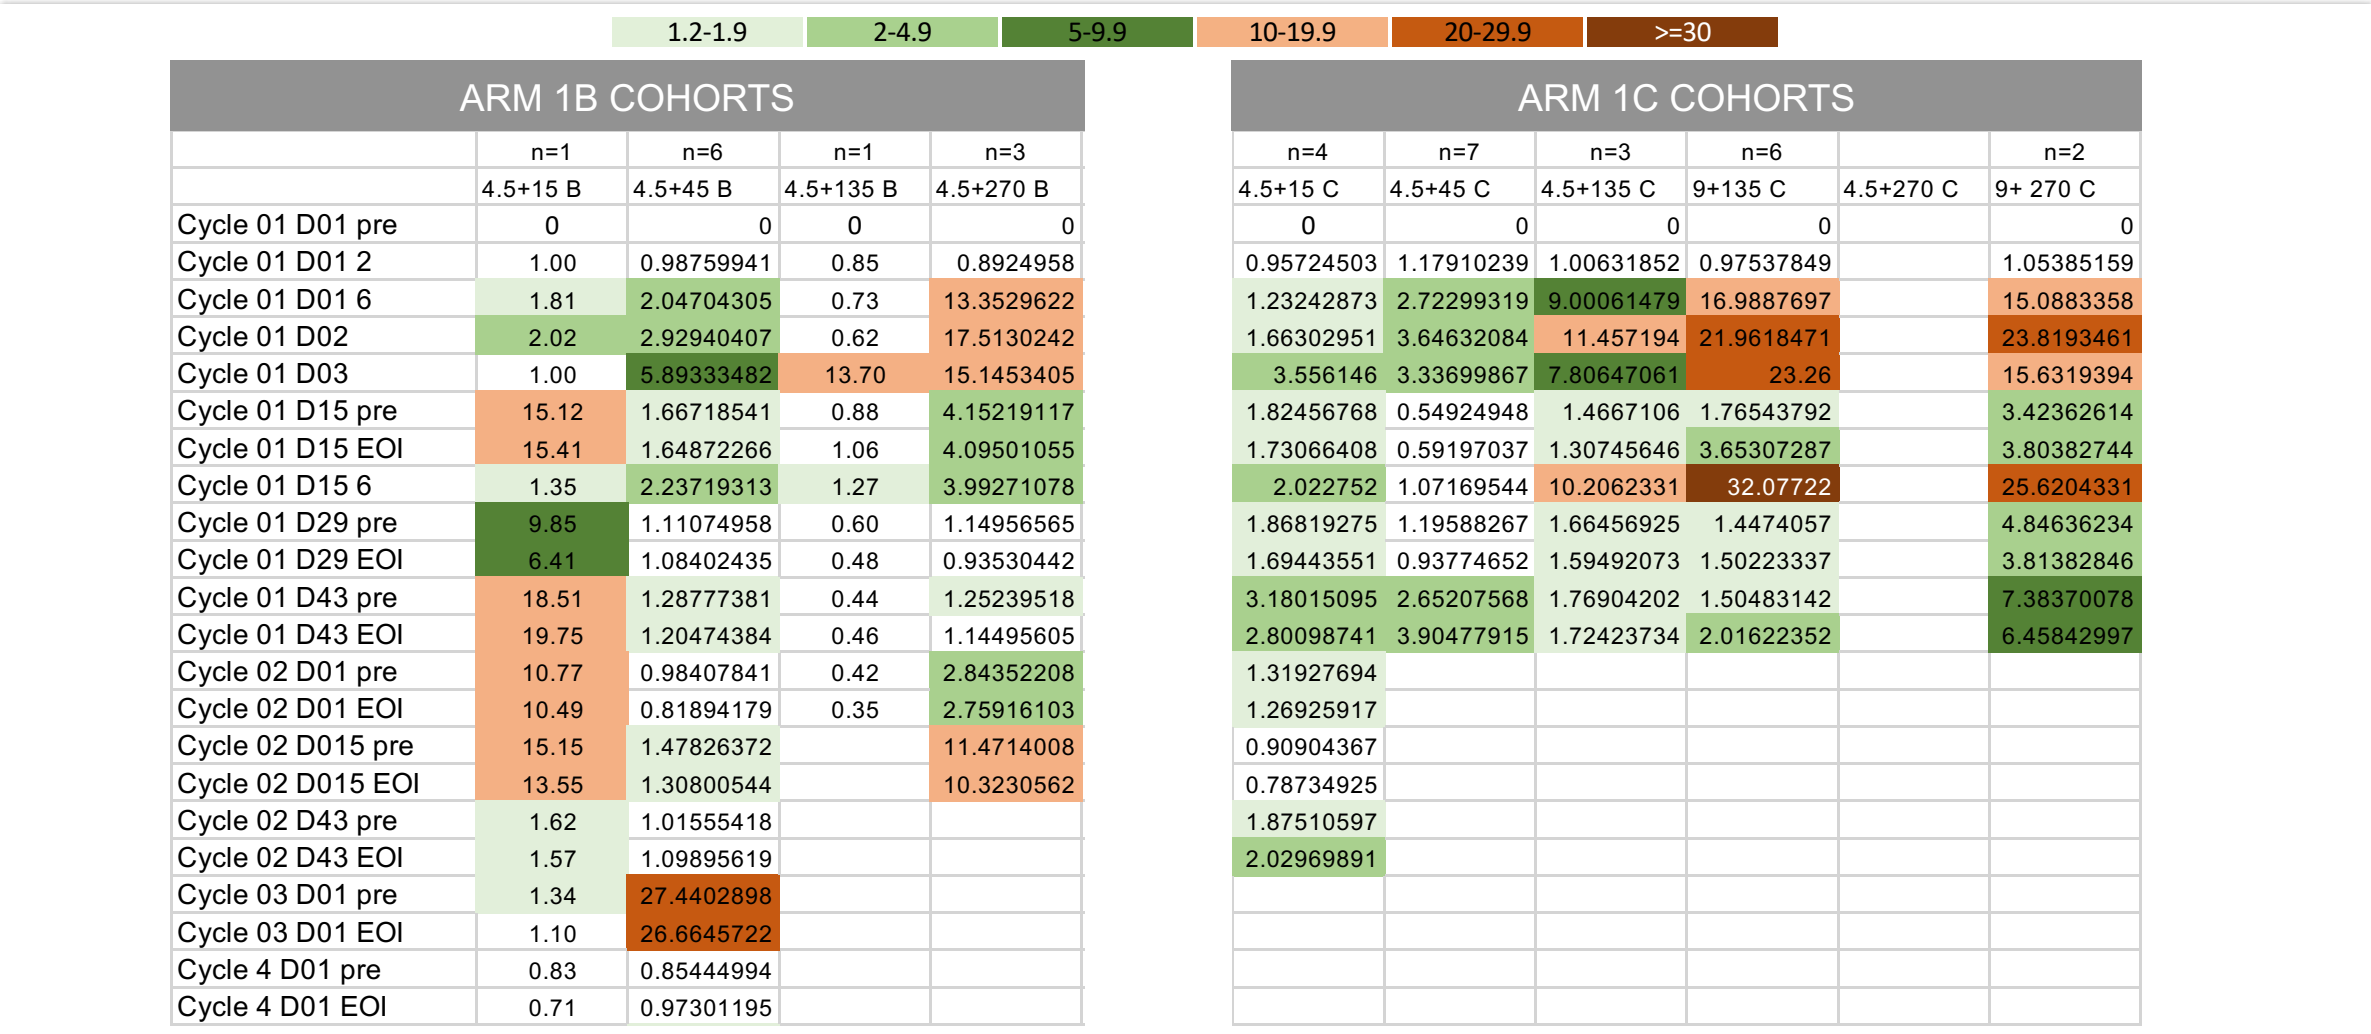 1.2-1.9 2-4.9 5-9.9 10-19.9 20-29.9 >=30
ARM 1B COHORTS ARM 1C COHORTS
n=1 n=6 n=1 n=3 n=4 n=7 n=3 n=6 n=2
4.5+15 B 4.5+45 B 4.5+135 B 4.5+270 B 4.5+15 C 4.5+45 C 4.5+135 C 9+135 C 4.5+270 C 9+ 270 C
Cycle 01 D01 pre 0 0 0 0 0 0 0 0 0
Cycle 01 D01 2 1.00 0.98759941 0.85 0.8924958 0.95724503 1.17910239 1.00631852 0.97537849 1.05385159
Cycle 01 D01 6 1.81 2.04704305 0.73 13.3529622 1.23242873 2.72299319 9.00061479 16.9887697 15.0883358
Cycle 01 D02 2.02 2.92940407 0.62 17.5130242 1.66302951 3.64632084 11.457194 21.9618471 23.8193461
Cycle 01 D03 1.00 5.89333482 13.70 15.1453405 3.556146 3.33699867 7.80647061 23.26 15.6319394
Cycle 01 D15 pre 15.12 1.66718541 0.88 4.15219117 1.82456768 0.54924948 1.4667106 1.76543792 3.42362614
Cycle 01 D15 EOI 15.41 1.64872266 1.06 4.09501055 1.73066408 0.59197037 1.30745646 3.65307287 3.80382744
Cycle 01 D15 6 1.35 2.23719313 1.27 3.99271078 2.022752 1.07169544 10.2062331 32.07722 25.6204331
Cycle 01 D29 pre 9.85 1.11074958 0.60 1.14956565 1.86819275 1.19588267 1.66456925 1.4474057 4.84636234
Cycle 01 D29 EOI 6.41 1.08402435 0.48 0.93530442 1.69443551 0.93774652 1.59492073 1.50223337 3.81382846
Cycle 01 D43 pre 18.51 1.28777381 0.44 1.25239518 3.18015095 2.65207568 1.76904202 1.50483142 7.38370078
Cycle 01 D43 EOI 19.75 1.20474384 0.46 1.14495605 2.80098741 3.90477915 1.72423734 2.01622352 6.45842997
Cycle 02 D01 pre 10.77 0.98407841 0.42 2.84352208 1.31927694
Cycle 02 D01 EOI 10.49 0.81894179 0.35 2.75916103 1.26925917
Cycle 02 D015 pre 15.15 1.47826372 11.4714008 0.90904367
Cycle 02 D015 EOI 13.55 1.30800544 10.3230562 0.78734925
Cycle 02 D43 pre 1.62 1.01555418 1.87510597
Cycle 02 D43 EOI 1.57 1.09895619 2.02969891
Cycle 03 D01 pre 1.34 27.4402898
Cycle 03 D01 EOI 1.10 26.6645722
Cycle 4 D01 pre 0.83 0.85444994
Cycle 4 D01 EOI 0.71 0.97301195